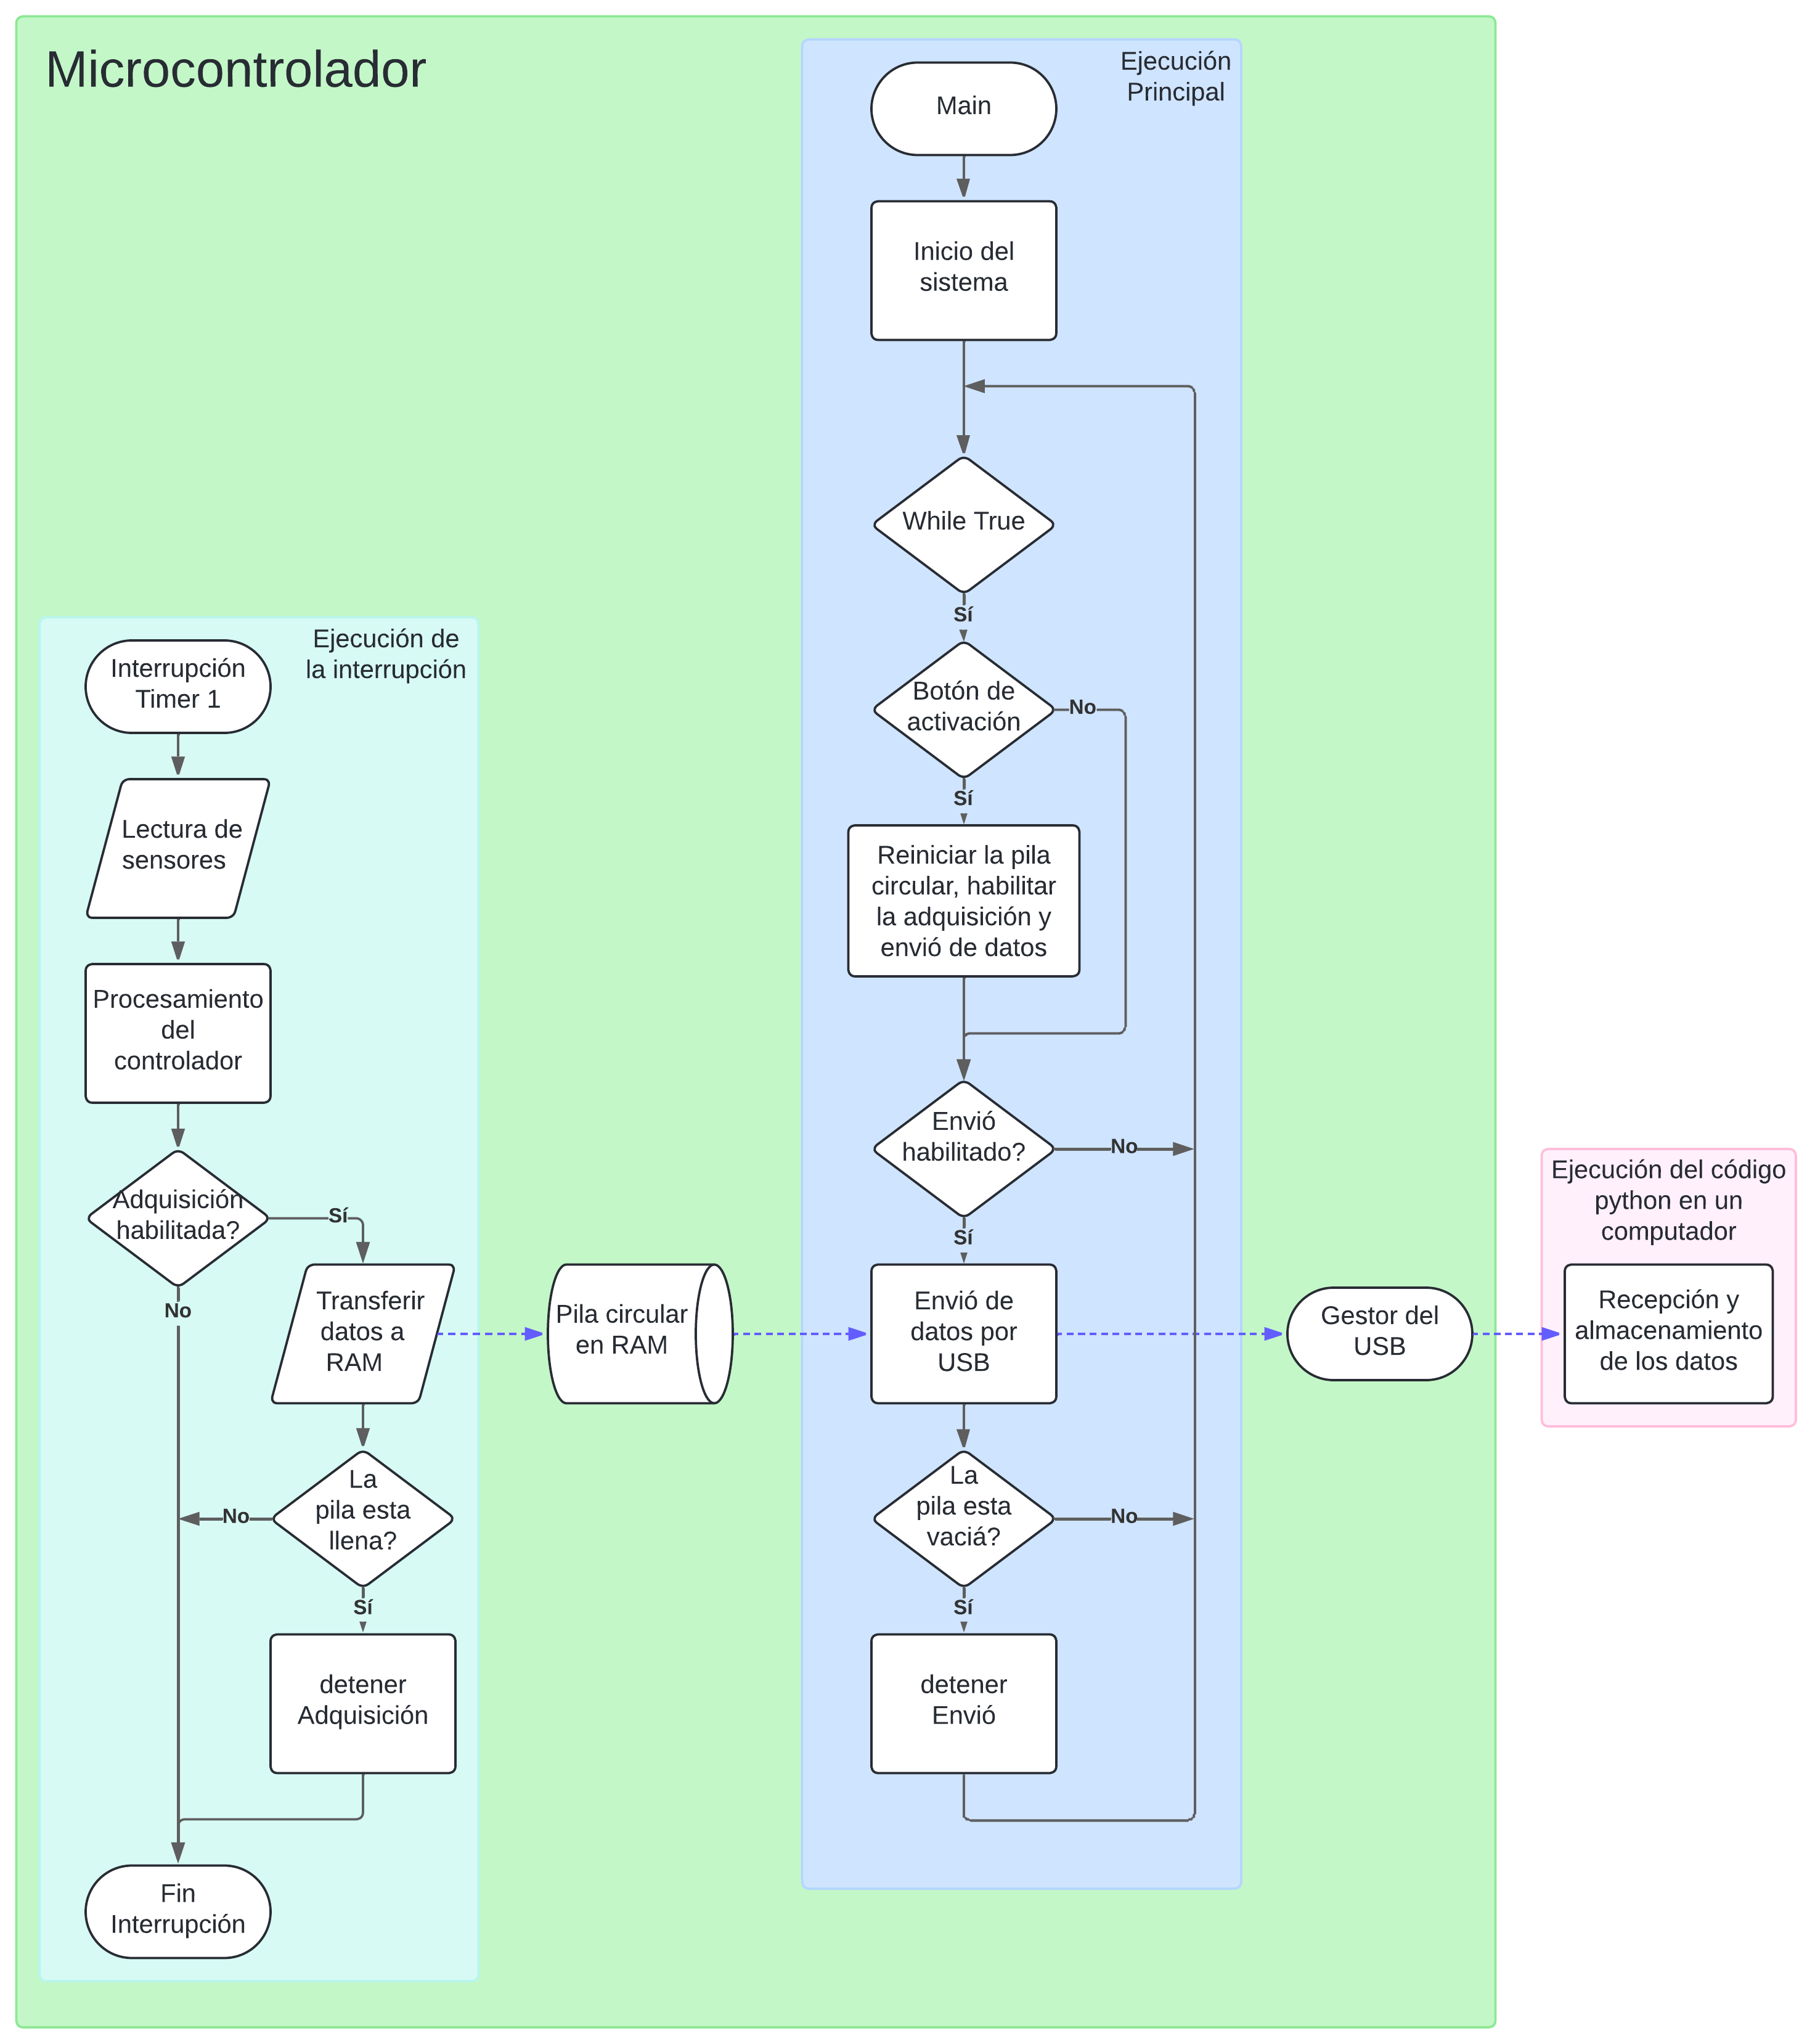 Microcontrolador
Ejecución
Principal
Main
Inicio del
sistema
While True
Sí
Botón de
activación
No
Sí
Reiniciar la pila
circular, habilitar
la adquisición y
envió de datos
Envió
habilitado?
No
Sí
Envió de
datos por
USB
La
pila esta
vaciá?
No
Sí
detener
Envió
Ejecución de
la interrupción
Interrupción
Timer 1
Lectura de
sensores
Procesamiento
del
controlador
Adquisición
habilitada?
Sí
No
Transferir
datos a
RAM
La
pila esta
llena?
No
Sí
detener
Adquisición
Fin
Interrupción
Pila circular
en RAM
Gestor del
USB
Ejecución del código
python en un
computador
Recepción y
almacenamiento
de los datos